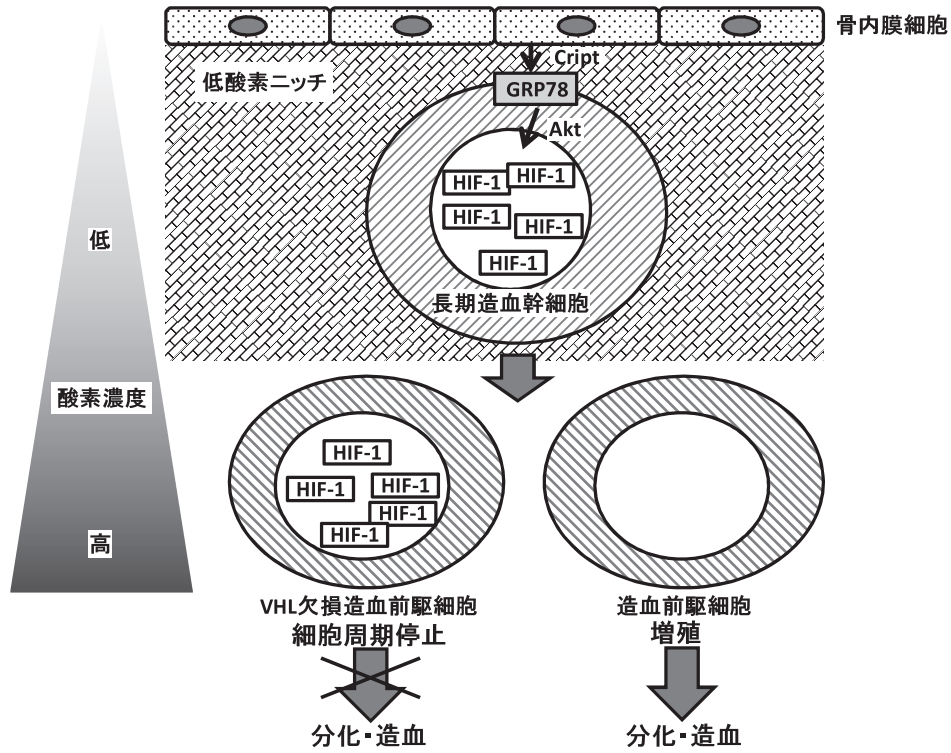 骨内膜細胞
Cript
低酸素ニッチ
GRP78
Akt
HIF-1
HIF-1
HIF-1
HIF-1
HIF-1
低
長期造血幹細胞
酸素濃度
HIF-1
HIF-1
HIF-1
HIF-1
HIF-1
高
VHL欠損造血前駆細胞
細胞周期停止
造血前駆細胞
増殖
分化・造血
分化・造血